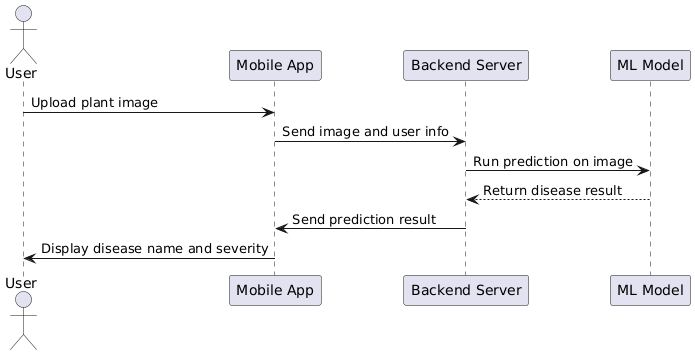 User
Mobile App
Backend Server
ML Model
Upload plant image
Send image and user info
Run prediction on image
Return disease result
Send prediction result
Display disease name and severity
User
Mobile App
Backend Server
ML Model